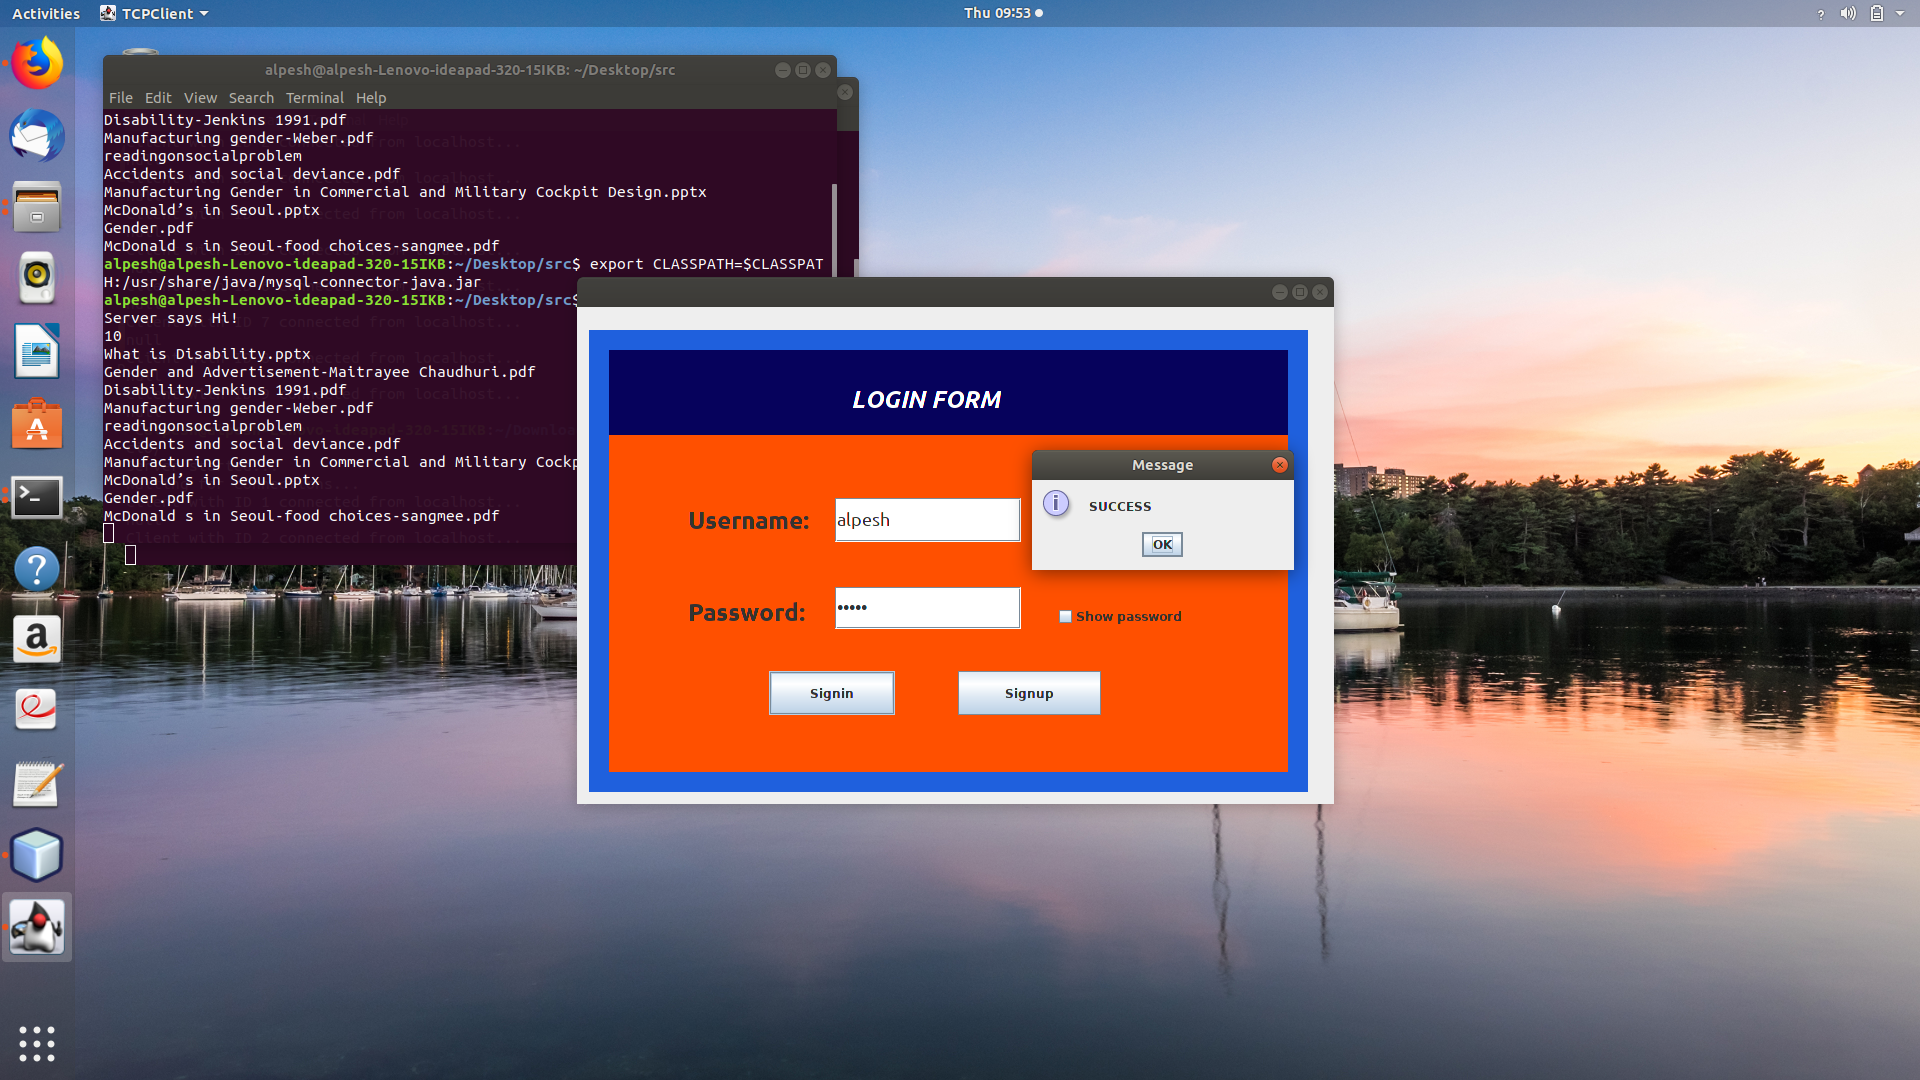 Activities
TCPClient
Thu 09:53
?
alpesh@alpesh-Lenovo-ideapad-320-15IKB: ~/Desktop/src
File Edit View Search Terminal Help
Disability-Jenkins 1991.pdf
Manufacturing gender-Weber.pdf
readingonsocialproblem
Accidents and social deviance.pdf
Manufacturing Gender in Commercial and Military Cockpit Design.pptx
McDonald’s in Seoul.pptx
Gender.pdf
McDonald s in Seoul-food choices-sangmee.pdf
alpesh@alpesh-Lenovo-ideapad-320-15IKB:~/Desktop/src$ export CLASSPATH=$CLASSPAT
H:/usr/share/java/mysql-connector-java.jar
alpesh@alpesh-Lenovo-ideapad-320-15IKB:~/Desktop/src$
Server says Hi!
10
What is Disability.pptx
Gender and Advertisement-Maitrayee Chaudhuri.pdf
Disability-Jenkins 1991.pdf
Manufacturing gender-Weber.pdf
readingonsocialproblem
Accidents and social deviance.pdf
Manufacturing Gender in Commercial and Military Cockp
McDonald’s in Seoul.pptx
Gender.pdf
McDonald s in Seoul-food choices-sangmee.pdf
Client with ID 2 connected from localhost...
LOGIN FORM
Username: alpesh
Message
SUCCESS
OK
Password: •••••
Show password
Signin
Signup